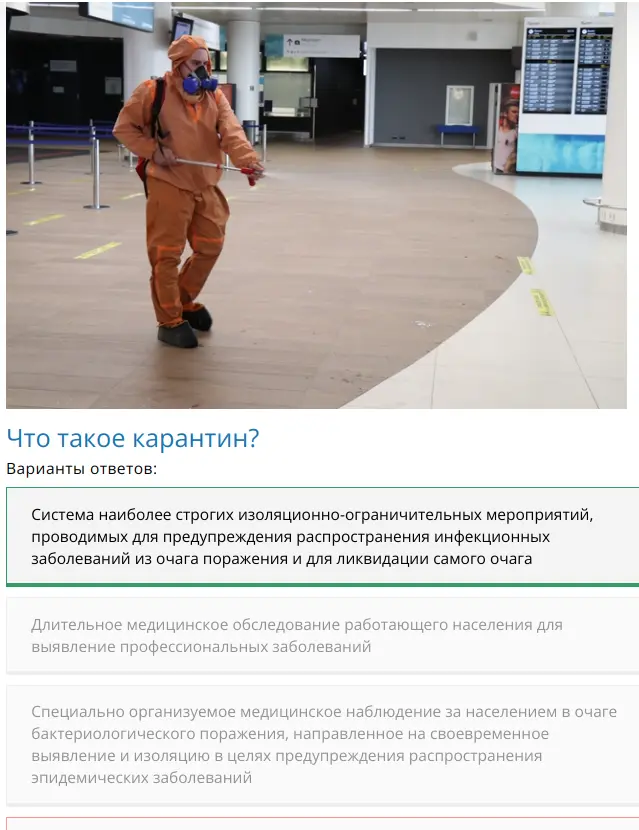 Что такое карантин?
Варианты ответов:
Система наиболее строгих изоляционно-ограничительных мероприятий,
проводимых для предупреждения распространения инфекционных
заболеваний из очага поражения и для ликвидации самого очага
Длительное медицинское обследование работающего населения для
выявление профессиональных заболеваний
Специально организуемое медицинское наблюдение за населением в очаге
бактериологического поражения, направленное на своевременное
выявление и изоляцию в целях предупреждения распространения
эпидемических заболеваний